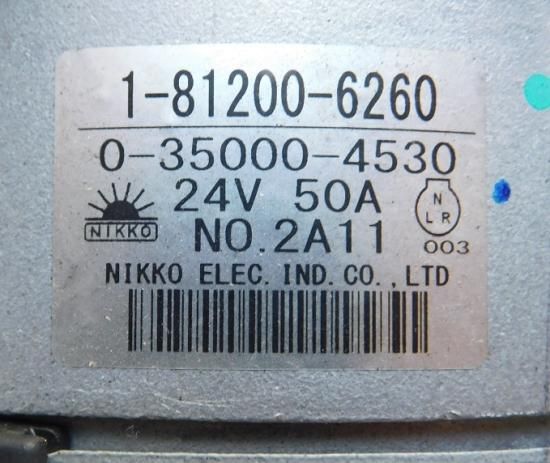 1-81200-6260
0-35000-4530
24V 50A
NIKKO
NO.2A11
N
L R
003
NIKKO ELEC. IND. CO., LTD